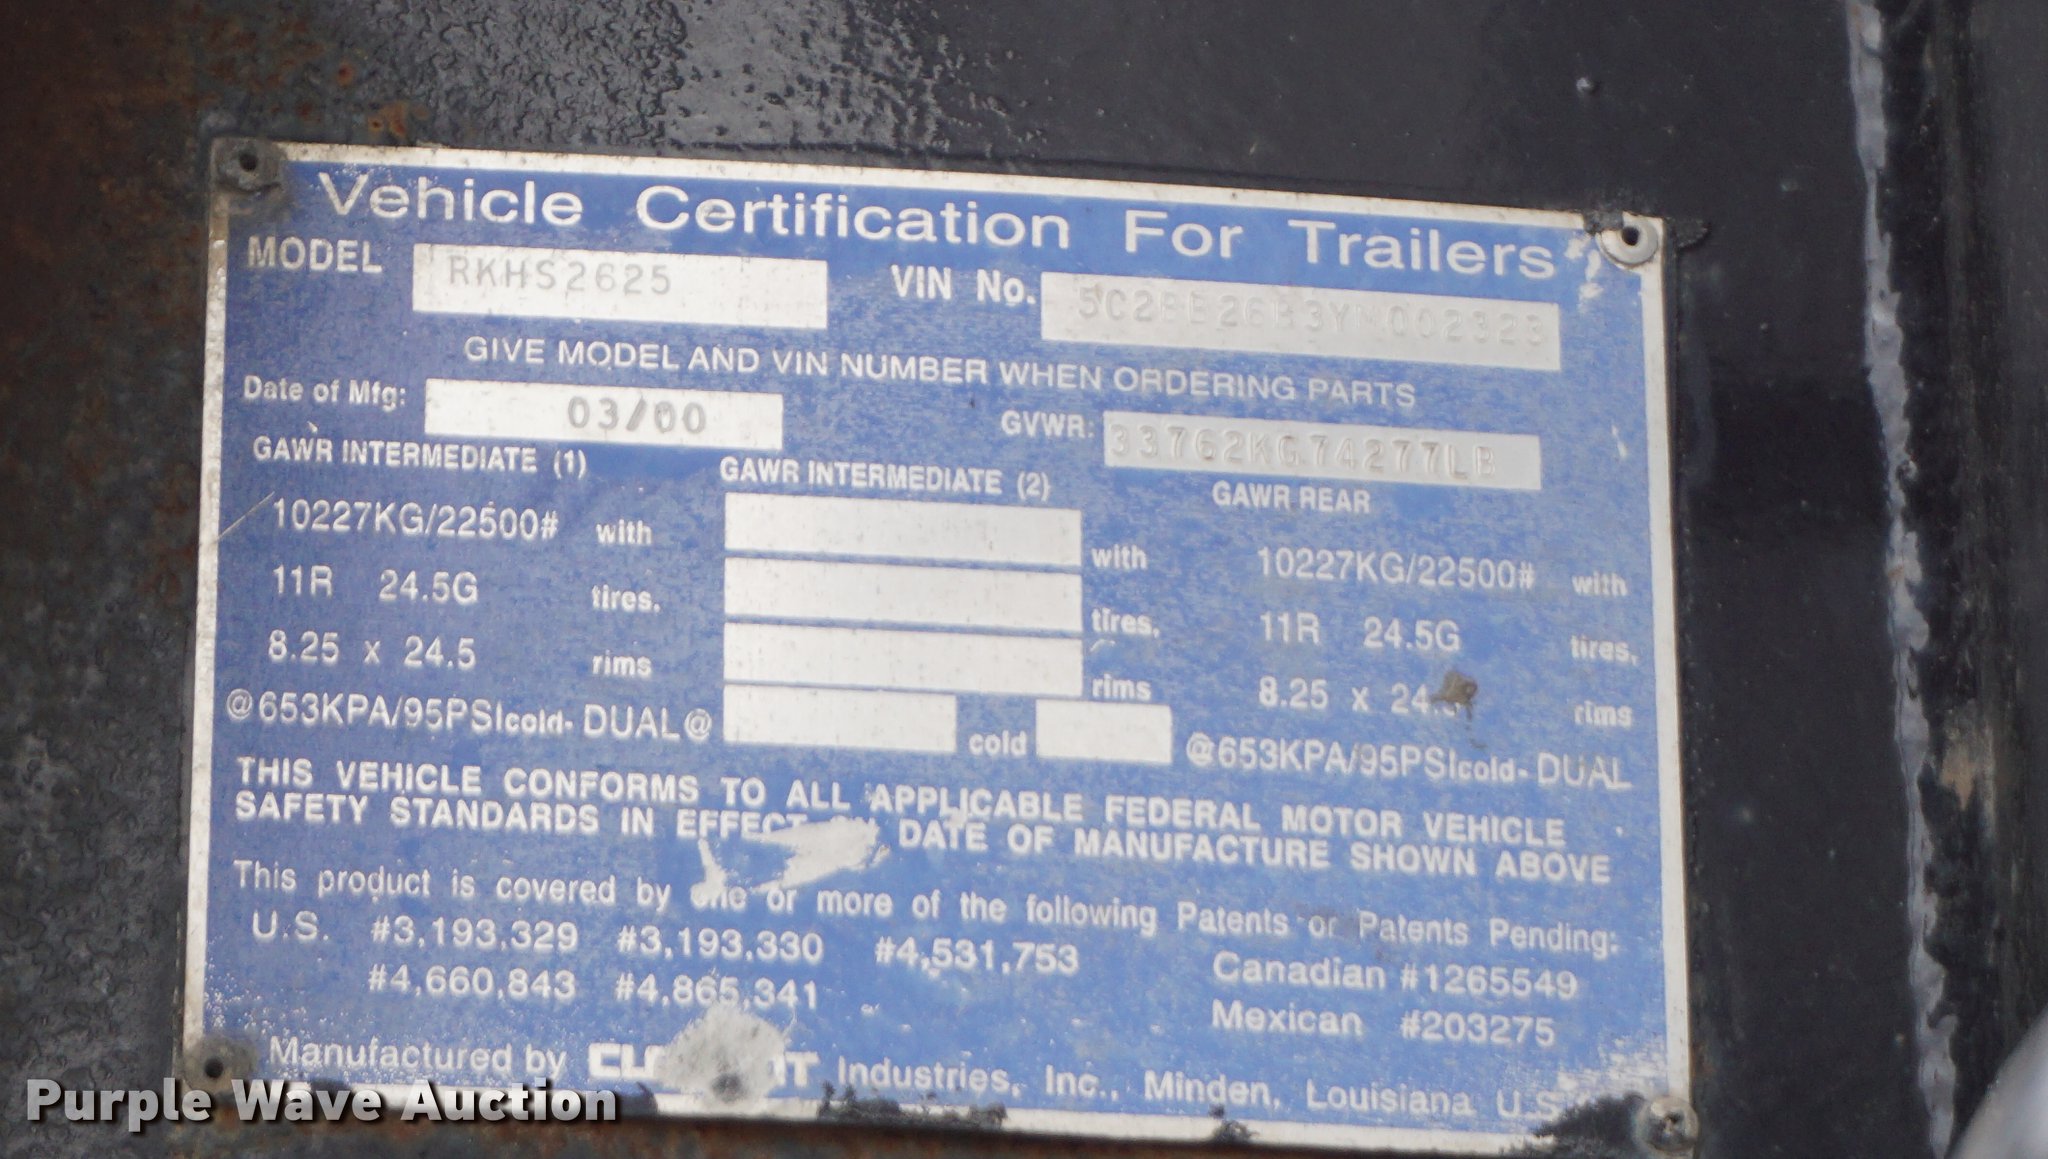 Vehicle Certification For Trailers
MODEL RKHS2625 VIN No.
GIVE MODEL AND VIN NUMBER WHEN ORDERING PARTS
Date of Mfg: 03/00 GVWR: 33762KG 74277LB
GAWR INTERMEDIATE (1) GAWR INTERMEDIATE (2) GAWR REAR
10227KG/22500# with with 10227KG/22500# with
11R 24.5G tires. tires. 11R 24.5G tires.
8.25 x 24.5 rims rims 8.25 x rims
@653KPA/95PSIcold- DUAL@ cold @653KPA/95PSIcold- DUAL
THIS VEHICLE CONFORMS TO ALL APPLICABLE FEDERAL MOTOR VEHICLE
SAFETY STANDARDS IN EFFECT DATE OF MANUFACTURE SHOWN ABOVE
This product is covered by one or more of the following Patents or Patents Pending:
U.S. #3,193,329 #3,193,330 #4,531,753 Canadian #1265549
#4,660,843 #4,865,341 Mexican #203275
Manufactured by Industries, Inc., Minden, Louisiana U.S.
Purple Wave Auction